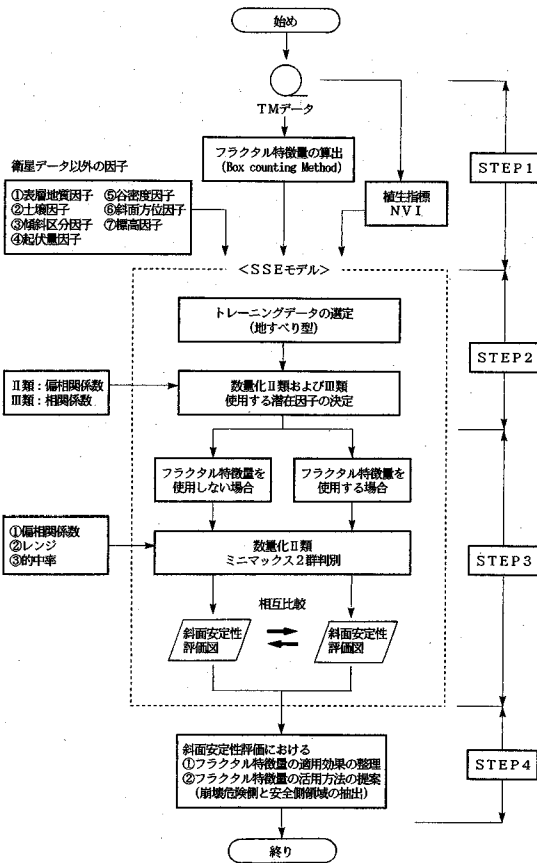 始め
TMデータ
フラクタル特徴量の算出
(Box counting Method)
STEP1
衛星データ以外の因子
①表層地質因子 ⑤谷密度因子
②土壌因子 ⑥斜面方位因子
③傾斜区分因子 ⑦標高因子
④起伏量因子
植生指標
NVI
<SSEモデル>
トレーニングデータの選定
(地すべり型)
STEP2
Ⅱ類:偏相関係数
Ⅲ類:相関係数
数量化Ⅱ類およびⅢ類
使用する潜在因子の決定
フラクタル特徴量を
使用しない場合
フラクタル特徴量を
使用する場合
①偏相関係数
②レンジ
③的中率
数量化Ⅱ類
ミニマックス2群判別
STEP3
相互比較
斜面安定性
評価図
斜面安定性
評価図
斜面安定性評価における
①フラクタル特徴量の適用効果の整理
②フラクタル特徴量の活用方法の提案
(崩壊危険側と安全側領域の抽出)
STEP4
終り